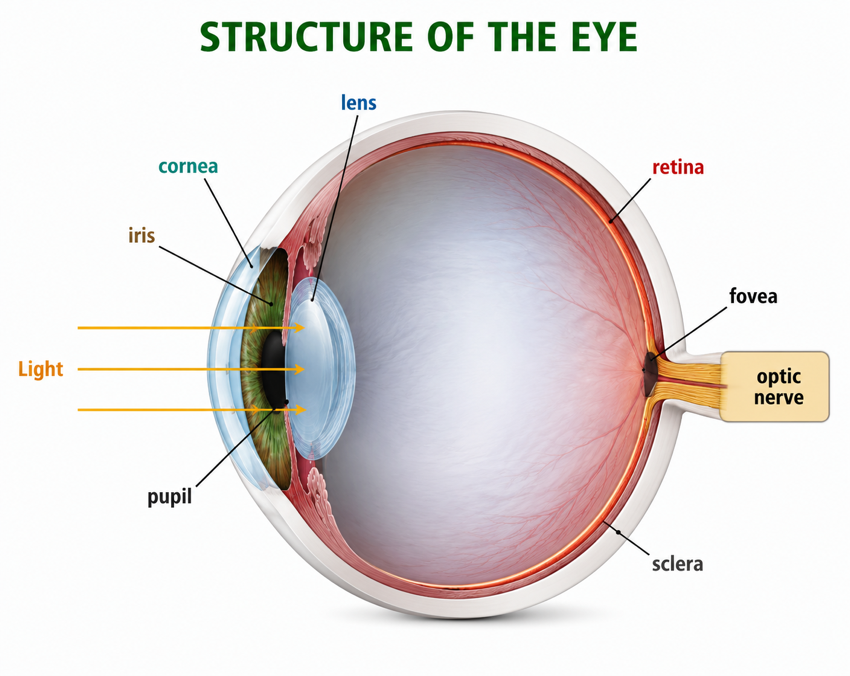 STRUCTURE OF THE EYE
lens
cornea
retina
iris
fovea
Light
optic
nerve
pupil
sclera